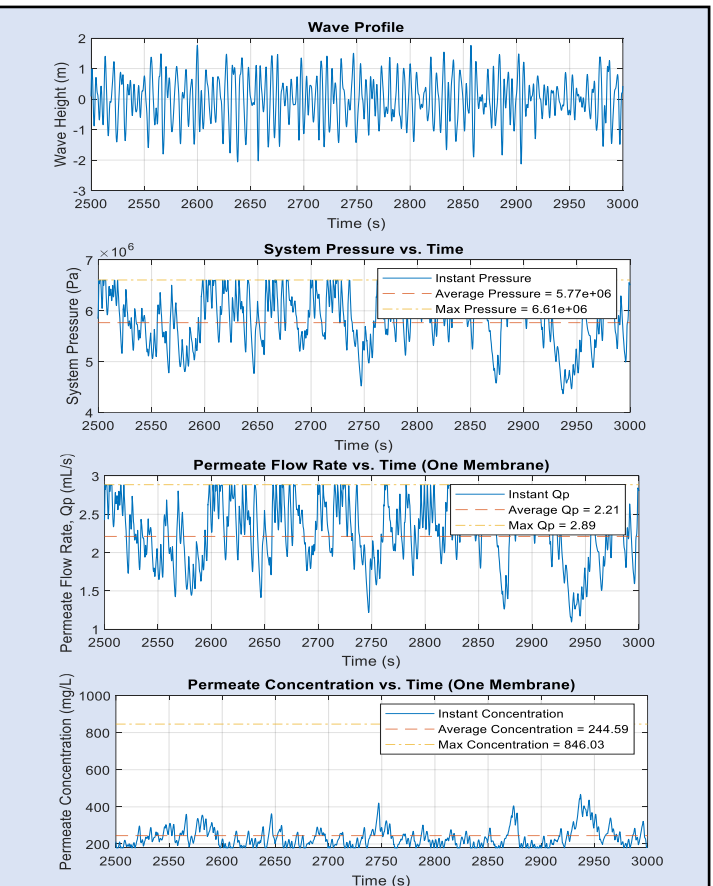 Wave Profile
2
1
0
-1
-2
-3
Wave Height (m)
2500 2550 2600 2650 2700 2750 2800 2850 2900 2950 3000
Time (s)
System Pressure vs. Time
×10⁶
7
6
5
4
System Pressure (Pa)
Instant Pressure
Average Pressure = 5.77e+06
Max Pressure = 6.61e+06
2500 2550 2600 2650 2700 2750 2800 2850 2900 2950 3000
Time (s)
Permeate Flow Rate vs. Time (One Membrane)
3
2.5
2
1.5
1
Permeate Flow Rate, Qp (mL/s)
Instant Qp
Average Qp = 2.21
Max Qp = 2.89
2500 2550 2600 2650 2700 2750 2800 2850 2900 2950 3000
Time (s)
Permeate Concentration vs. Time (One Membrane)
1000
800
600
400
200
Permeate Concentration (mg/L)
Instant Concentration
Average Concentration = 244.59
Max Concentration = 846.03
2500 2550 2600 2650 2700 2750 2800 2850 2900 2950 3000
Time (s)